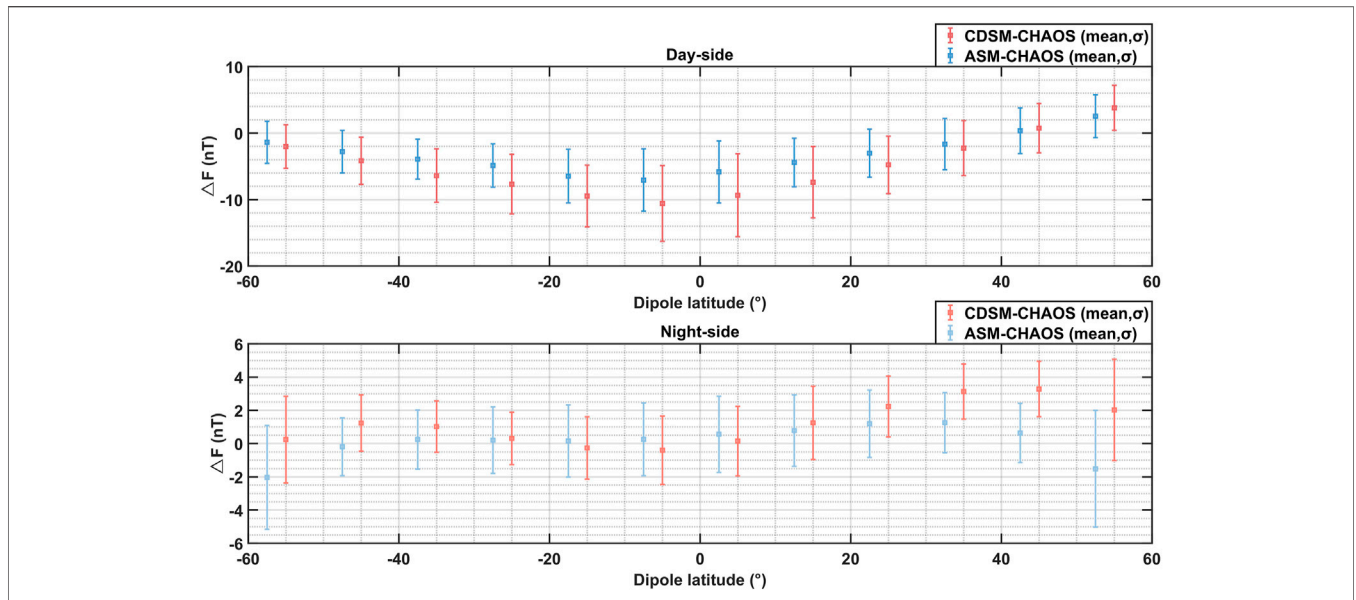 CDSM-CHAOS (mean,σ)
ASM-CHAOS (mean,σ)
Day-side
10
0
-10
-20
△F (nT)
-60 -40 -20 0 20 40 60
Dipole latitude (°)
CDSM-CHAOS (mean,σ)
ASM-CHAOS (mean,σ)
Night-side
6
4
2
0
-2
-4
-6
△F (nT)
-60 -40 -20 0 20 40 60
Dipole latitude (°)